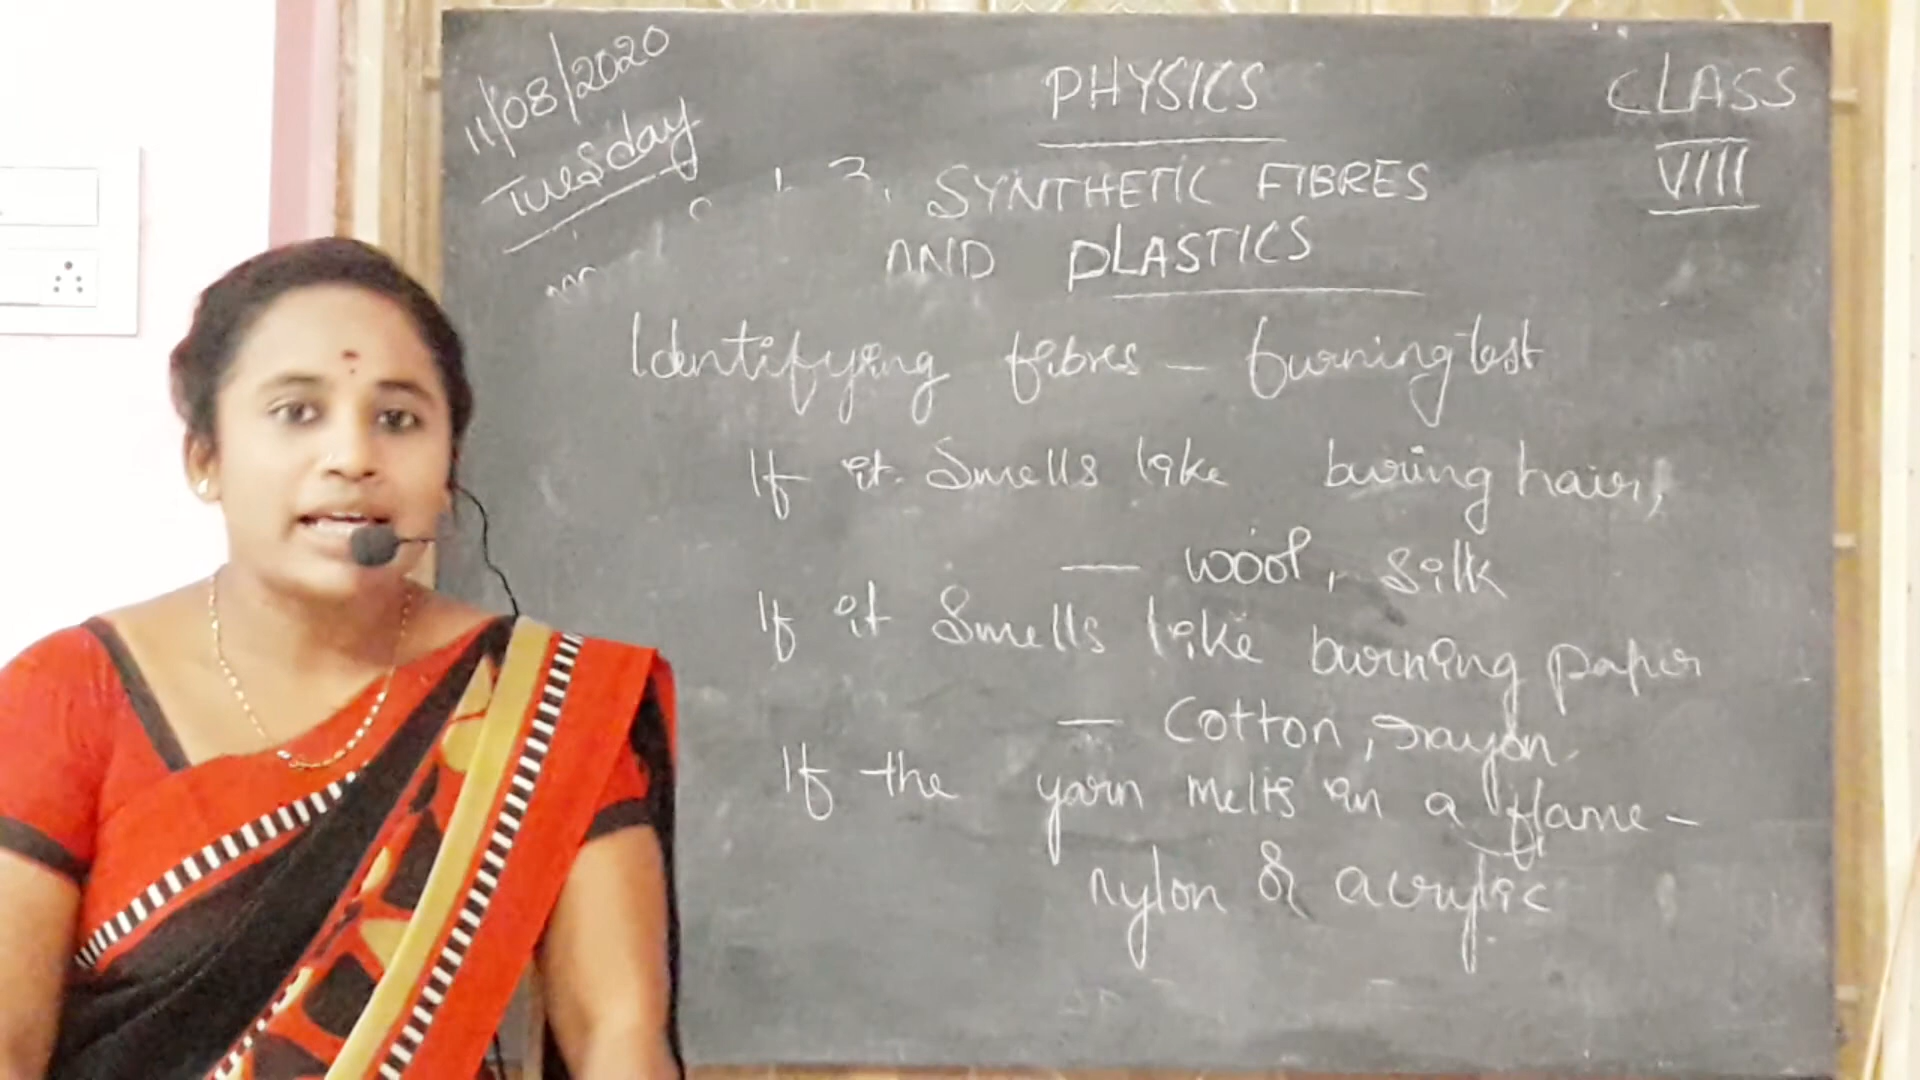 11/08/2020
Tuesday
PHYSICS
CLASS
VIII
3. SYNTHETIC FIBRES
AND PLASTICS
Identifying fibres - burning test
If it smells like buring hair,
— wool, silk
If it smells like burning paper
— Cotton, rayon.
If the yarn melts in a flame -
nylon or acrylic